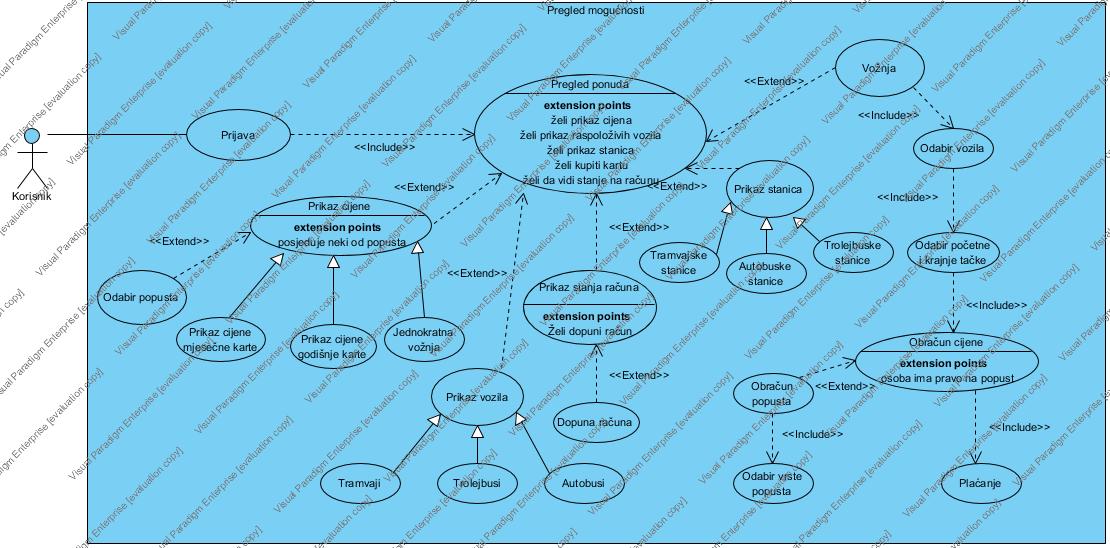 Pregled mogućnosti
Vožnja
<<Extend>>
Pregled ponuda
extension points
želi prikaz cijena
želi prikaz raspoloživih vozila
želi prikaz stanica
želi kupiti kartu
želi da vidi stanje na računu
<<Include>>
Prijava
<<Include>>
Odabir vozila
Korisnik
<<Extend>>
<<Extend>>
Prikaz stanica
<<Include>>
Prikaz cijene
extension points
posjeduje neki od popusta
<<Extend>>
<<Extend>>
Tramvajske
stanice
Autobuske
stanice
Trolejbuske
stanice
Odabir početne
i krajnje tačke
<<Extend>>
Odabir popusta
Prikaz stanja računa
extension points
Želi dopuni račun
<<Include>>
Prikaz cijene
mjesečne karte
Prikaz cijene
godišnje karte
Jednokratna
vožnja
Obračun cijene
extension points
osoba ima pravo na popust
<<Extend>>
Obračun
popusta
<<Extend>>
Prikaz vozila
Dopuna računa
<<Include>>
<<Include>>
Tramvaji
Trolejbusi
Autobusi
Odabir vrste
popusta
Plaćanje
Visual Paradigm Enterprise [evaluation copy]